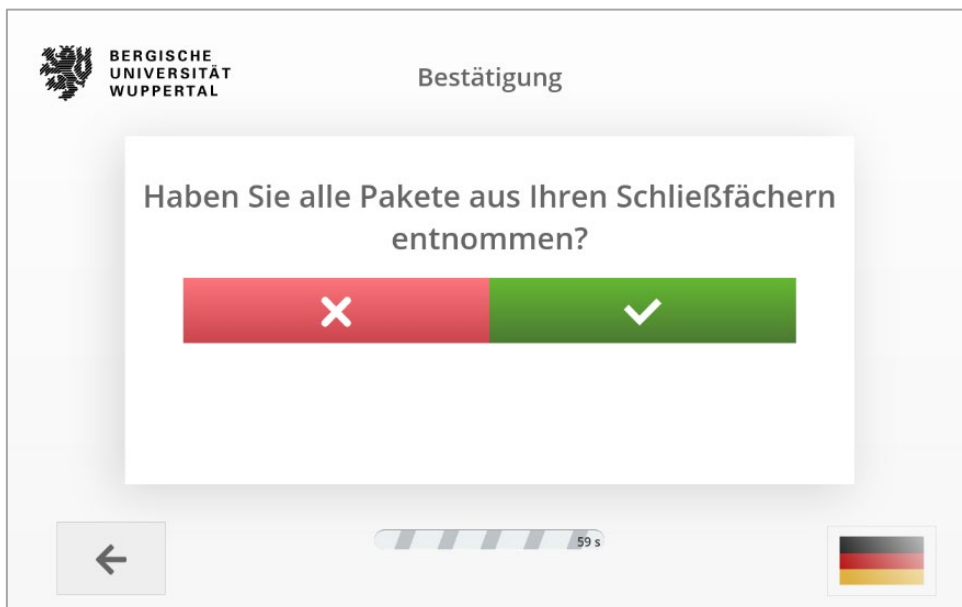 BERGISCHE
UNIVERSITÄT
WUPPERTAL
Bestätigung
Haben Sie alle Pakete aus Ihren Schließfächern
entnommen?
59 s